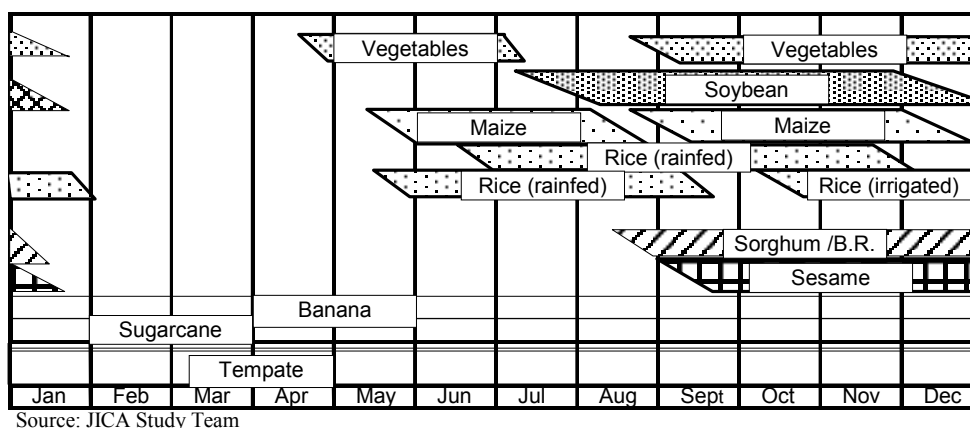 Vegetables Vegetables
Soybean
Maize Maize
Rice (rainfed)
Rice (rainfed) Rice (irrigated)
Sorghum /B.R.
Sesame
Banana
Sugarcane
Tempate
Jan Feb Mar Apr May Jun Jul Aug Sept Oct Nov Dec
Source: JICA Study Team